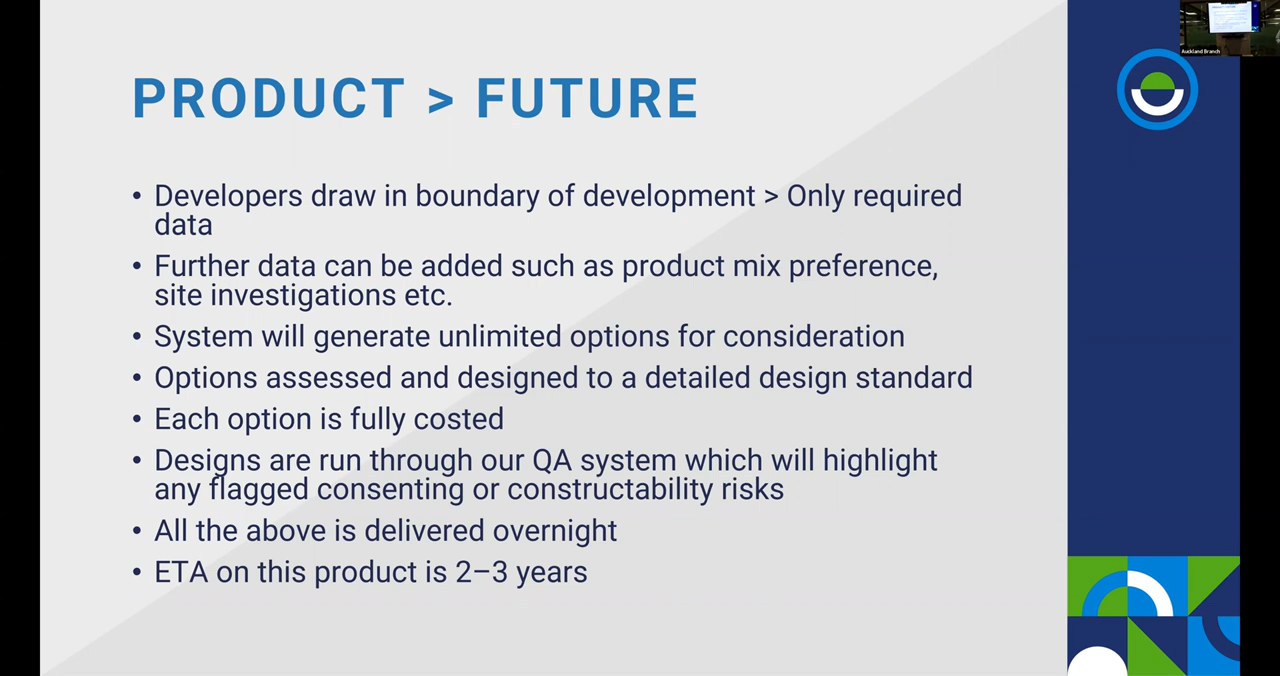 PRODUCT > FUTURE
• Developers draw in boundary of development > Only required
data
• Further data can be added such as product mix preference,
site investigations etc.
• System will generate unlimited options for consideration
• Options assessed and designed to a detailed design standard
• Each option is fully costed
• Designs are run through our QA system which will highlight
any flagged consenting or constructability risks
• All the above is delivered overnight
• ETA on this product is 2–3 years
Auckland Branch